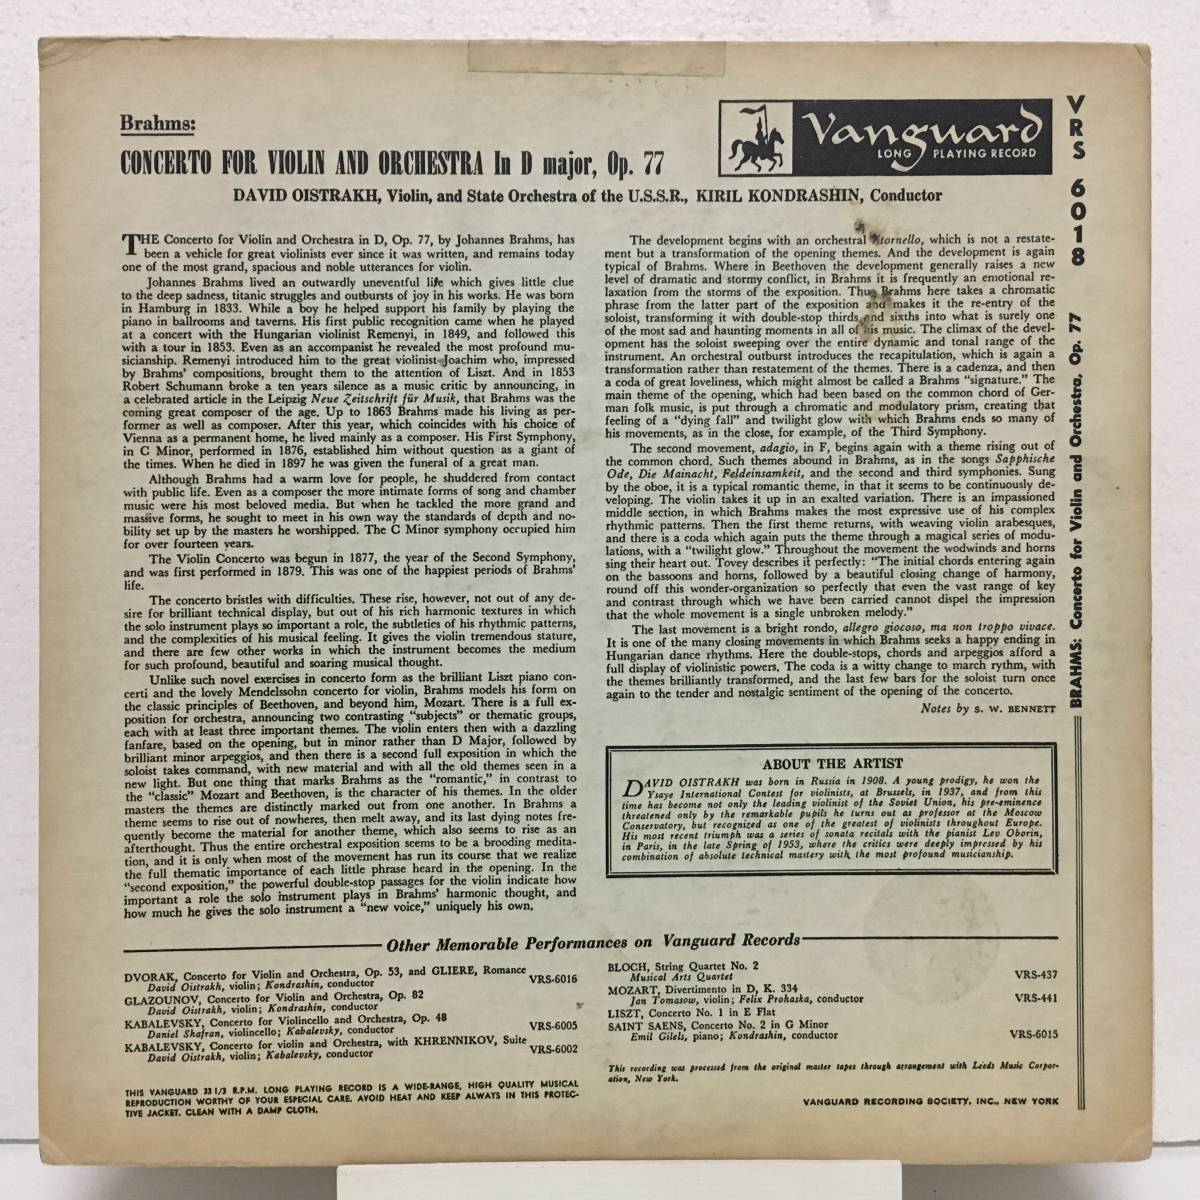 Brahms:
CONCERTO FOR VIOLIN AND ORCHESTRA In D major, Op. 77
Vanguard
LONG PLAYING RECORD
DAVID OISTRAKH, Violin, and State Orchestra of the U.S.S.R., KIRIL KONDRASHIN, Conductor
VRS 6018
BRAHMS: Concerto for Violin and Orchestra, Op. 77
THE Concerto for Violin and Orchestra in D, Op. 77, by Johannes Brahms, has
been a vehicle for great violinists ever since it was written, and remains today
one of the most grand, spacious and noble utterances for violin.
Johannes Brahms lived an outwardly uneventful life which gives little clue
to the deep sadness, titanic struggles and outbursts of joy in his works. He was born
in Hamburg in 1833. While a boy he helped support his family by playing the
piano in ballrooms and taverns. His first public recognition came when he played
at a concert with the Hungarian violinist Remenyi, in 1849, and followed this
with a tour in 1853. Even as an accompanist he revealed the most profound mu-
sicianship. Remenyi introduced him to the great violinist Joachim who, impressed
by Brahms' compositions, brought them to the attention of Liszt. And in 1853
Robert Schumann broke a ten years silence as a music critic by announcing, in
a celebrated article in the Leipzig Neue Zeitschrift für Musik, that Brahms was the
coming great composer of the age. Up to 1863 Brahms made his living as per-
former as well as composer. After this year, which coincides with his choice of
Vienna as a permanent home, he lived mainly as a composer. His First Symphony,
in C Minor, performed in 1876, established him without question as a giant of
the times. When he died in 1897 he was given the funeral of a great man.
Although Brahms had a warm love for people, he shuddered from contact
with public life. Even as a composer the more intimate forms of song and chamber
music were his most beloved media. But when he tackled the more grand and
massive forms, he sought to meet in his own way the standards of depth and no-
bility set up by the masters he worshipped. The C Minor symphony occupied him
for over fourteen years.
The Violin Concerto was begun in 1877, the year of the Second Symphony,
and was first performed in 1879. This was one of the happiest periods of Brahms'
life.
The concerto bristles with difficulties. These rise, however, not out of any de-
sire for brilliant technical display, but out of his rich harmonic textures in which
the solo instrument plays so important a role, the subtleties of his rhythmic patterns,
and the complexities of his musical feeling. It gives the violin tremendous stature,
and there are few other works in which the instrument becomes the medium
for such profound, beautiful and soaring musical thought.
Unlike such novel exercises in concerto form as the brilliant Liszt piano con-
certi and the lovely Mendelssohn concerto for violin, Brahms models his form on
the classic principles of Beethoven, and beyond him, Mozart. There is a full ex-
position for orchestra, announcing two contrasting "subjects" or thematic groups,
each with at least three important themes. The violin enters then with a dazzling
fanfare, based on the opening, but in minor rather than D Major, followed by
brilliant minor arpeggios, and then there is a second full exposition in which the
soloist takes command, with new material and with all the old themes seen in a
new light. But one thing that marks Brahms as the "romantic," in contrast to
the "classic" Mozart and Beethoven, is the character of his themes. In the older
masters the themes are distinctly marked out from one another. In Brahms a
theme seems to rise out of nowheres, then melt away, and its last dying notes fre-
quently become the material for another theme, which also seems to rise as an
afterthought. Thus the entire orchestral exposition seems to be a brooding medita-
tion, and it is only when most of the movement has run its course that we realize
the full thematic importance of each little phrase heard in the opening. In the
"second exposition," the powerful double-stop passages for the violin indicate how
important a role the solo instrument plays in Brahms' harmonic thought, and
how much he gives the solo instrument a "new voice," uniquely his own.
The development begins with an orchestral ritornello, which is not a restate-
ment but a transformation of the opening themes. And the development is again
typical of Brahms. Where in Beethoven the development generally raises a new
level of dramatic and stormy conflict, in Brahms it is frequently an emotional re-
laxation from the storms of the exposition. Thus Brahms here takes a chromatic
phrase from the latter part of the exposition and makes it the re-entry of the
soloist, transforming it with double-stop thirds and sixths into what is surely one
of the most sad and haunting moments in all of his music. The climax of the devel-
opment has the soloist sweeping over the entire dynamic and tonal range of the
instrument. An orchestral outburst introduces the recapitulation, which is again a
transformation rather than restatement of the themes. There is a cadenza, and then
a coda of great loveliness, which might almost be called a Brahms "signature." The
main theme of the opening, which had been based on the common chord of Ger-
man folk music, is put through a chromatic and modulatory prism, creating that
feeling of a "dying fall" and twilight glow with which Brahms ends so many of
his movements, as in the close, for example, of the Third Symphony.
The second movement, adagio, in F, begins again with a theme rising out of
the common chord. Such themes abound in Brahms, as in the songs Sapphische
Ode, Die Mainacht, Feldeinsamkeit, and the second and third symphonies. Sung
by the oboe, it is a typical romantic theme, in that it seems to be continuously de-
veloping. The violin takes it up in an exalted variation. There is an impassioned
middle section, in which Brahms makes the most expressive use of his complex
rhythmic patterns. Then the first theme returns, with weaving violin arabesques,
and there is a coda which again puts the theme through a magical series of modu-
lations, with a "twilight glow." Throughout the movement the wodwinds and horns
sing their heart out. Tovey describes it perfectly: "The initial chords entering again
on the bassoons and horns, followed by a beautiful closing change of harmony,
round off this wonder-organization so perfectly that even the vast range of key
and contrast through which we have been carried cannot dispel the impression
that the whole movement is a single unbroken melody."
The last movement is a bright rondo, allegro giocoso, ma non troppo vivace.
It is one of the many closing movements in which Brahms seeks a happy ending in
Hungarian dance rhythms. Here the double-stops, chords and arpeggios afford a
full display of violinistic powers. The coda is a witty change to march rythm, with
the themes brilliantly transformed, and the last few bars for the soloist turn once
again to the tender and nostalgic sentiment of the opening of the concerto.
Notes by S. W. BENNETT
ABOUT THE ARTIST
DAVID OISTRAKH was born in Russia in 1908. A young prodigy, he won the
Ysaye International Contest for violinists, at Brussels, in 1937, and from this
time has become not only the leading violinist of the Soviet Union, his pre-eminence
threatened only by the remarkable pupils he turns out as professor at the Moscow
Conservatory, but recognized as one of the greatest of violinists throughout Europe.
His most recent triumph was a series of sonata recitals with the pianist Lev Oborin,
in Paris, in the late Spring of 1953, where the critics were deeply impressed by his
combination of absolute technical mastery with the most profound musicianship.
Other Memorable Performances on Vanguard Records
DVORAK, Concerto for Violin and Orchestra, Op. 53, and GLIERE, Romance
David Oistrakh, violin; Kondrashin, conductor VRS-6016
GLAZOUNOV, Concerto for Violin and Orchestra, Op. 82
David Oistrakh, violin; Kondrashin, conductor
KABALEVSKY, Concerto for Violincello and Orchestra, Op. 48
Daniel Shafran, violincello; Kabalevsky, conductor VRS-6005
KABALEVSKY, Concerto for violin and Orchestra, with KHRENNIKOV, Suite
David Oistrakh, violin; Kabalevsky, conductor VRS-6002
BLOCH, String Quartet No. 2
Musical Arts Quartet VRS-437
MOZART, Divertimento in D, K. 334
Jan Tomasow, violin; Felix Prohaska, conductor VRS-441
LISZT, Concerto No. 1 in E Flat
SAINT SAENS, Concerto No. 2 in G Minor
Emil Gilels, piano; Kondrashin, conductor VRS-6015
This recording was processed from the original master tapes through arrangement with Leeds Music Corpor-
ation, New York.
THIS VANGUARD 33 1/3 R.P.M. LONG PLAYING RECORD IS A WIDE-RANGE, HIGH QUALITY MUSICAL
REPRODUCTION WORTHY OF YOUR ESPECIAL CARE. AVOID HEAT AND KEEP ALWAYS IN THIS PROTEC-
TIVE JACKET. CLEAN WITH A DAMP CLOTH.
VANGUARD RECORDING SOCIETY, INC., NEW YORK